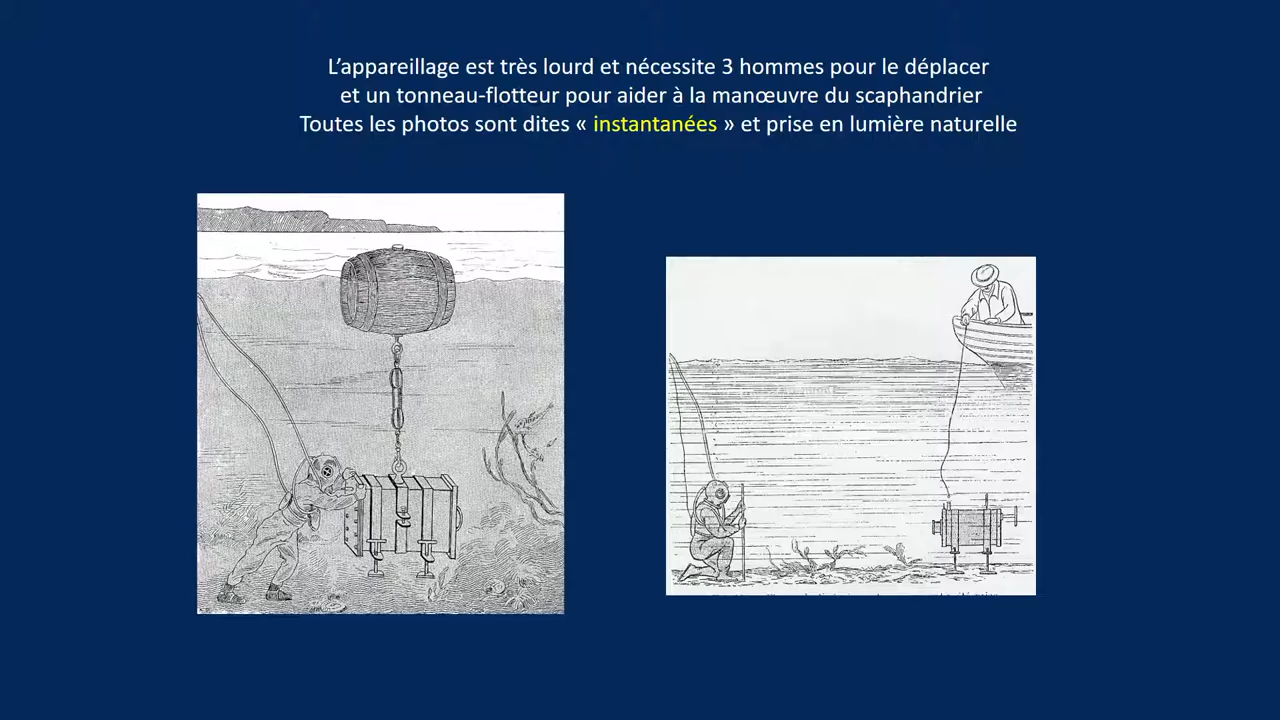 L'appareillage est très lourd et nécessite 3 hommes pour le déplacer
et un tonneau-flotteur pour aider à la manœuvre du scaphandrier
Toutes les photos sont dites « instantanées » et prise en lumière naturelle